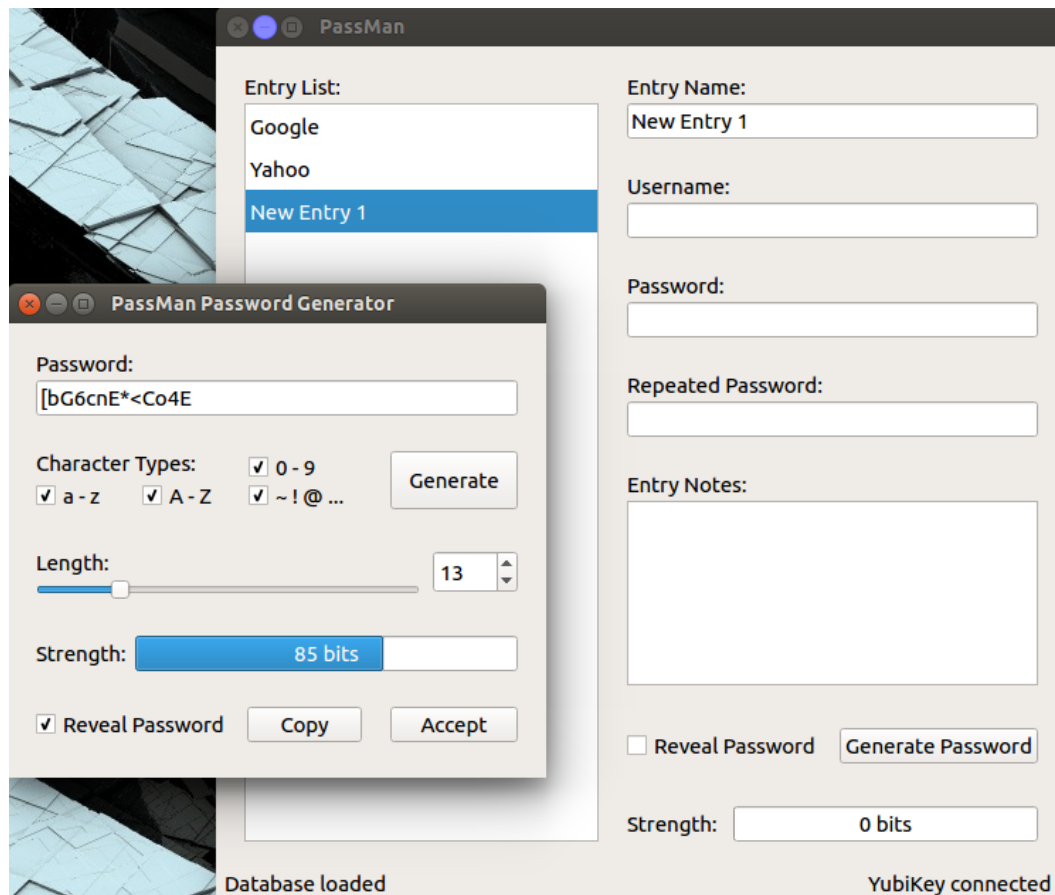 PassMan
Entry List:
Google
Yahoo
New Entry 1
Entry Name:
New Entry 1
Username:
Password:
Repeated Password:
Entry Notes:
Reveal Password
Generate Password
Strength:
0 bits
Database loaded
YubiKey connected
PassMan Password Generator
Password:
[bG6cnE*<Co4E
Character Types:
0 - 9
a - z
A - Z
~ ! @ ...
Generate
Length:
13
Strength:
85 bits
Reveal Password
Copy
Accept